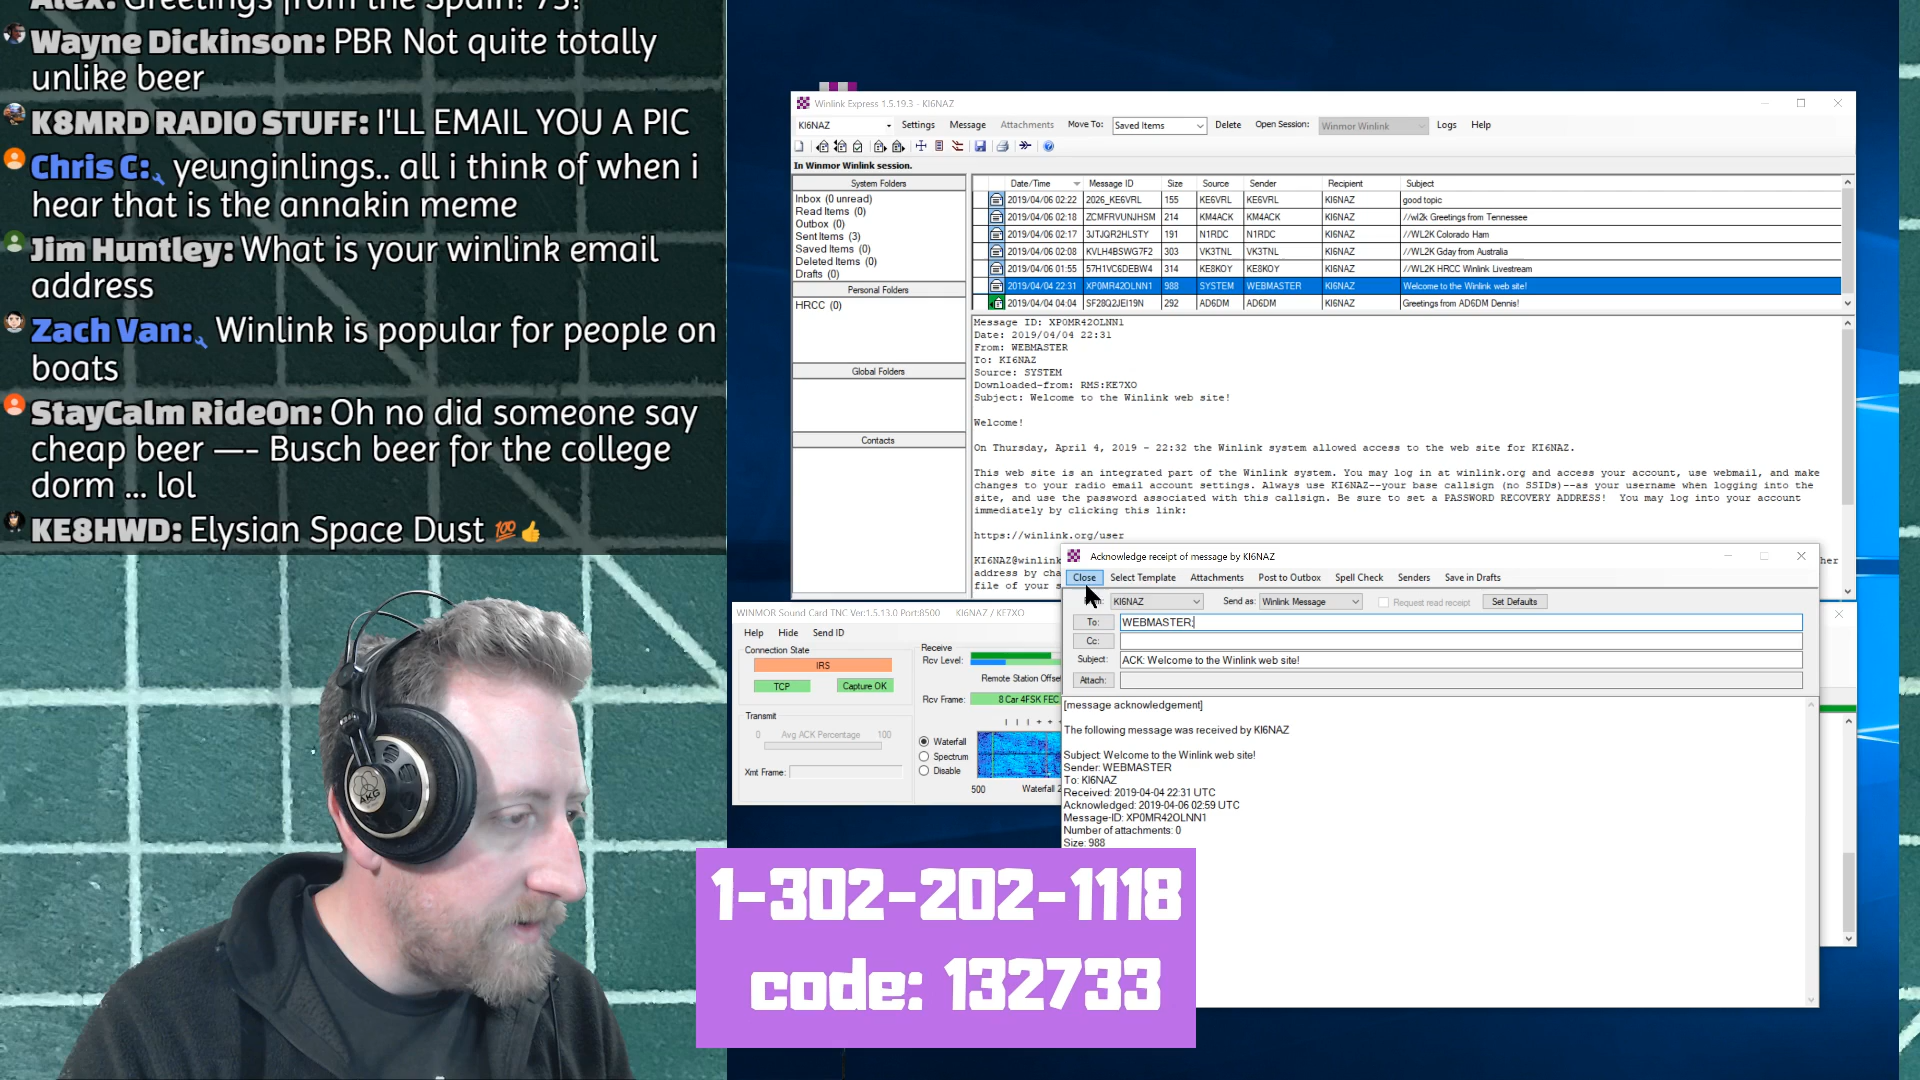 Alex: Greetings from the Spain! 73!
Wayne Dickinson: PBR Not quite totally
unlike beer
K8MRD RADIO STUFF: I'LL EMAIL YOU A PIC
Chris C: yeunginlings.. all i think of when i
hear that is the annakin meme
Jim Huntley: What is your winlink email
address
Zach Van: Winlink is popular for people on
boats
StayCalm RideOn: Oh no did someone say
cheap beer —-- Busch beer for the college
dorm ... lol
KE8HWD: Elysian Space Dust 💯👍
AKG
Winlink Express 1.5.19.3 - KI6NAZ
KI6NAZ Settings Message Attachments Move To: Saved Items Delete Open Session: Winmor Winlink Logs Help
In Winmor Winlink session.
System Folders
Inbox (0 unread)
Read Items (0)
Outbox (0)
Sent Items (3)
Saved Items (0)
Deleted Items (0)
Drafts (0)
Personal Folders
HRCC (0)
Global Folders
Contacts
Date/Time Message ID Size Source Sender Recipient Subject
2019/04/06 02:22 2026_KE6VRL 155 KE6VRL KE6VRL KI6NAZ good topic
2019/04/06 02:18 ZCMFRVUNJHSM 214 KM4ACK KM4ACK KI6NAZ //wl2k Greetings from Tennessee
2019/04/06 02:17 3JTJQR2HLSTY 191 N1RDC N1RDC KI6NAZ //WL2K Colorado Ham
2019/04/06 02:08 KVLH4BSWG7F2 303 VK3TNL VK3TNL KI6NAZ //WL2K Gday from Australia
2019/04/06 01:55 57H1VC6DEBW4 314 KE8KOY KE8KOY KI6NAZ //WL2K HRCC Winlink Livestream
2019/04/04 22:31 XP0MR42OLNN1 988 SYSTEM WEBMASTER KI6NAZ Welcome to the Winlink web site!
2019/04/04 04:04 SF28Q2JEI19N 292 AD6DM AD6DM KI6NAZ Greetings from AD6DM Dennis!
Message ID: XP0MR42OLNN1
Date: 2019/04/04 22:31
From: WEBMASTER
To: KI6NAZ
Source: SYSTEM
Downloaded-from: RMS:KE7XO
Subject: Welcome to the Winlink web site!
Welcome!
On Thursday, April 4, 2019 - 22:32 the Winlink system allowed access to the web site for KI6NAZ.
This web site is an integrated part of the Winlink system. You may log in at winlink.org and access your account, use webmail, and make
changes to your radio email account settings. Always use KI6NAZ--your base callsign (no SSIDs)--as your username when logging into the
site, and use the password associated with this callsign. Be sure to set a PASSWORD RECOVERY ADDRESS! You may log into your account
immediately by clicking this link:
https://winlink.org/user
KI6NAZ@winlink her
address by cha
file of your s
Acknowledge receipt of message by KI6NAZ
Close Select Template Attachments Post to Outbox Spell Check Senders Save in Drafts
KI6NAZ Send as: Winlink Message Request read receipt Set Defaults
To: WEBMASTER;
Cc:
Subject: ACK: Welcome to the Winlink web site!
Attach:
[message acknowledgement]
The following message was received by KI6NAZ
Subject: Welcome to the Winlink web site!
Sender: WEBMASTER
To: KI6NAZ
Received: 2019-04-04 22:31 UTC
Acknowledged: 2019-04-06 02:59 UTC
Message-ID: XP0MR42OLNN1
Number of attachments: 0
Size: 988
WINMOR Sound Card TNC Ver:1.5.13.0 Port:8500 KI6NAZ / KE7XO
Help Hide Send ID
Connection State
IRS
TCP Capture OK
Transmit
0 Avg ACK Percentage 100
Xmt Frame:
Receive
Rcv Level:
Remote Station Offse
Rcv Frame: 8 Car 4FSK FEC
Waterfall
Spectrum
Disable
500 Waterfall 2
1-302-202-1118
code: 132733